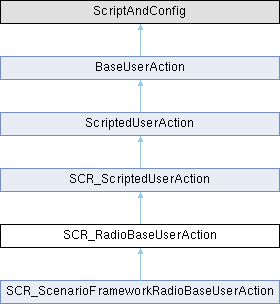 ScriptAndConfig
BaseUserAction
ScriptedUserAction
SCR_ScriptedUserAction
SCR_RadioBaseUserAction
SCR_ScenarioFrameworkRadioBaseUserAction